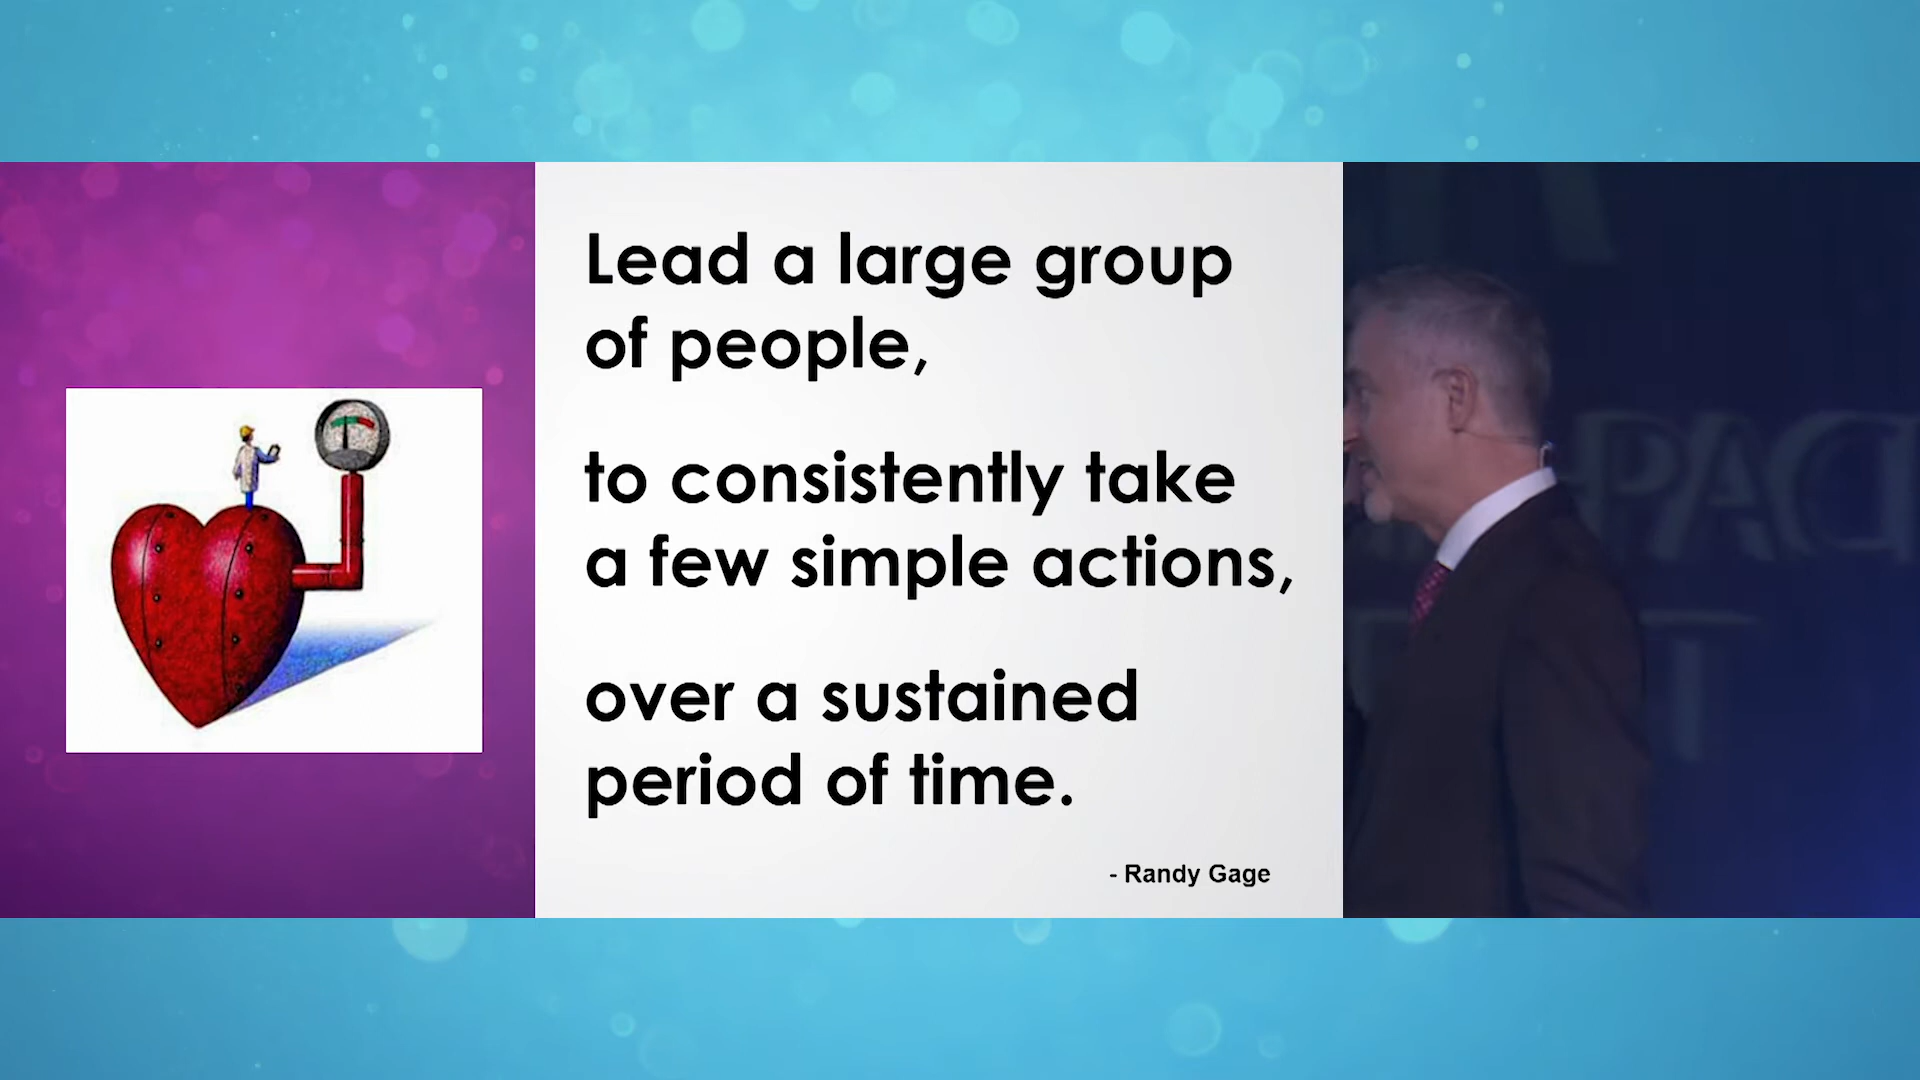 Lead a large group
of people,
to consistently take
a few simple actions,
over a sustained
period of time.
- Randy Gage